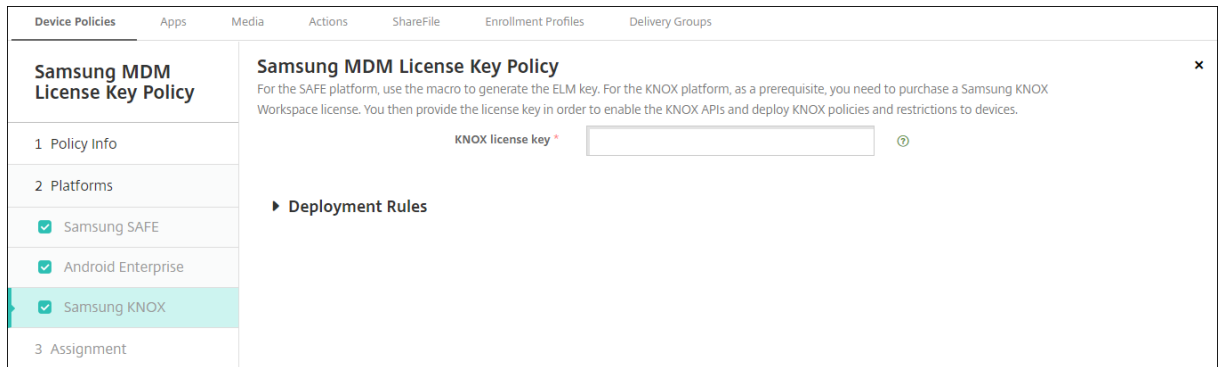 Device Policies Apps Media Actions ShareFile Enrollment Profiles Delivery Groups
Samsung MDM
License Key Policy
1 Policy Info
2 Platforms
Samsung SAFE
Android Enterprise
Samsung KNOX
3 Assignment
Samsung MDM License Key Policy
For the SAFE platform, use the macro to generate the ELM key. For the KNOX platform, as a prerequisite, you need to purchase a Samsung KNOX
Workspace license. You then provide the license key in order to enable the KNOX APIs and deploy KNOX policies and restrictions to devices.
KNOX license key *
Deployment Rules